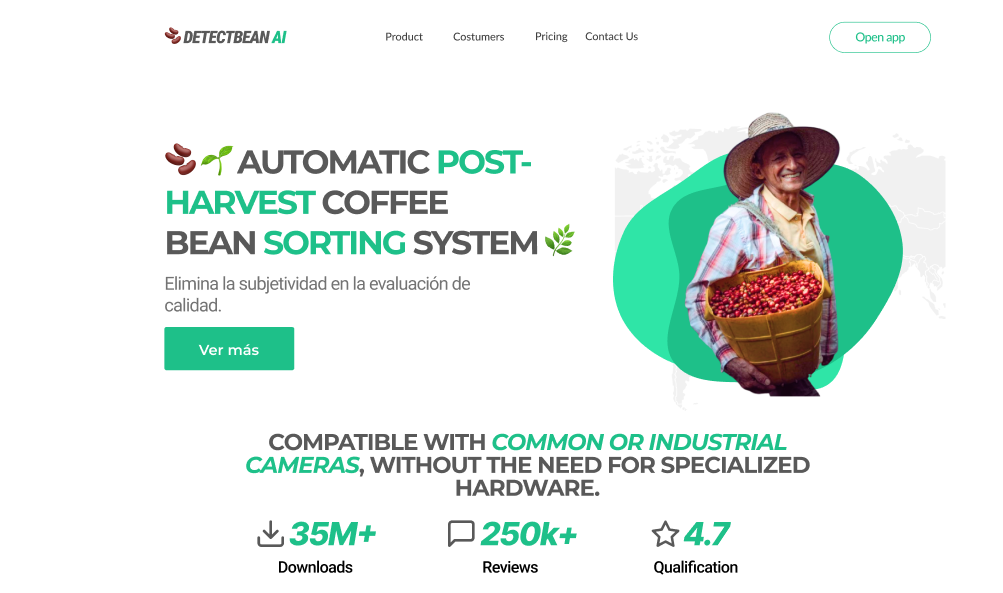 DETECTBEAN AI
Product Costumers Pricing Contact Us
Open app
AUTOMATIC POST-
HARVEST COFFEE
BEAN SORTING SYSTEM
Elimina la subjetividad en la evaluación de
calidad.
Ver más
COMPATIBLE WITH COMMON OR INDUSTRIAL
CAMERAS, WITHOUT THE NEED FOR SPECIALIZED
HARDWARE.
35M+ 250k+ 4.7
Downloads Reviews Qualification